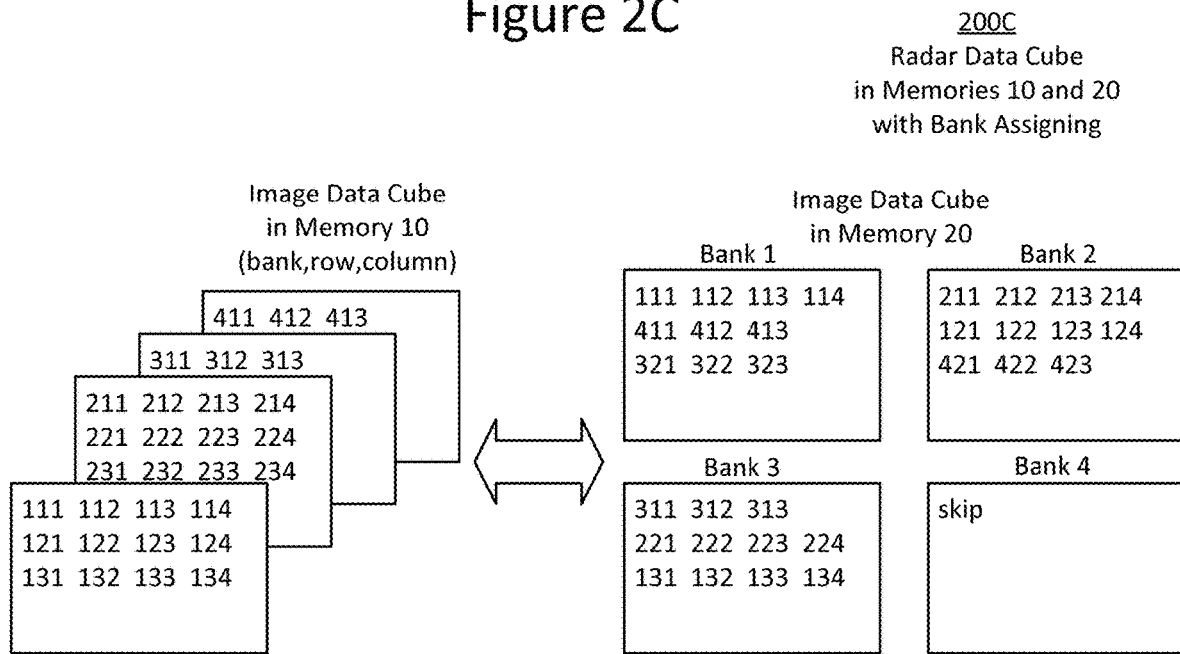 Figure 2C
200C
Radar Data Cube
in Memories 10 and 20
with Bank Assigning
Image Data Cube
in Memory 10
(bank,row,column)
411 412 413
311 312 313
211 212 213 214
221 222 223 224
231 232 233 234
111 112 113 114
121 122 123 124
131 132 133 134
Image Data Cube
in Memory 20
Bank 1
111 112 113 114
411 412 413
321 322 323
Bank 2
211 212 213 214
121 122 123 124
421 422 423
Bank 3
311 312 313
221 222 223 224
131 132 133 134
Bank 4
skip